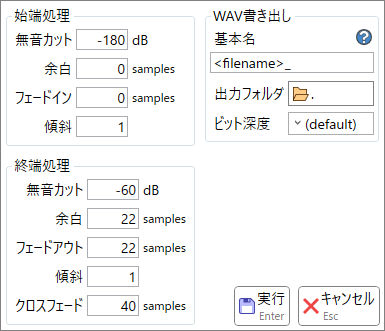 始端処理
無音カット -180 dB
余白 0 samples
フェードイン 0 samples
傾斜 1
終端処理
無音カット -60 dB
余白 22 samples
フェードアウト 22 samples
傾斜 1
クロスフェード 40 samples
WAV書き出し
基本名 ?
<filename>_
出力フォルダ .
ビット深度 (default)
実行
Enter
キャンセル
Esc